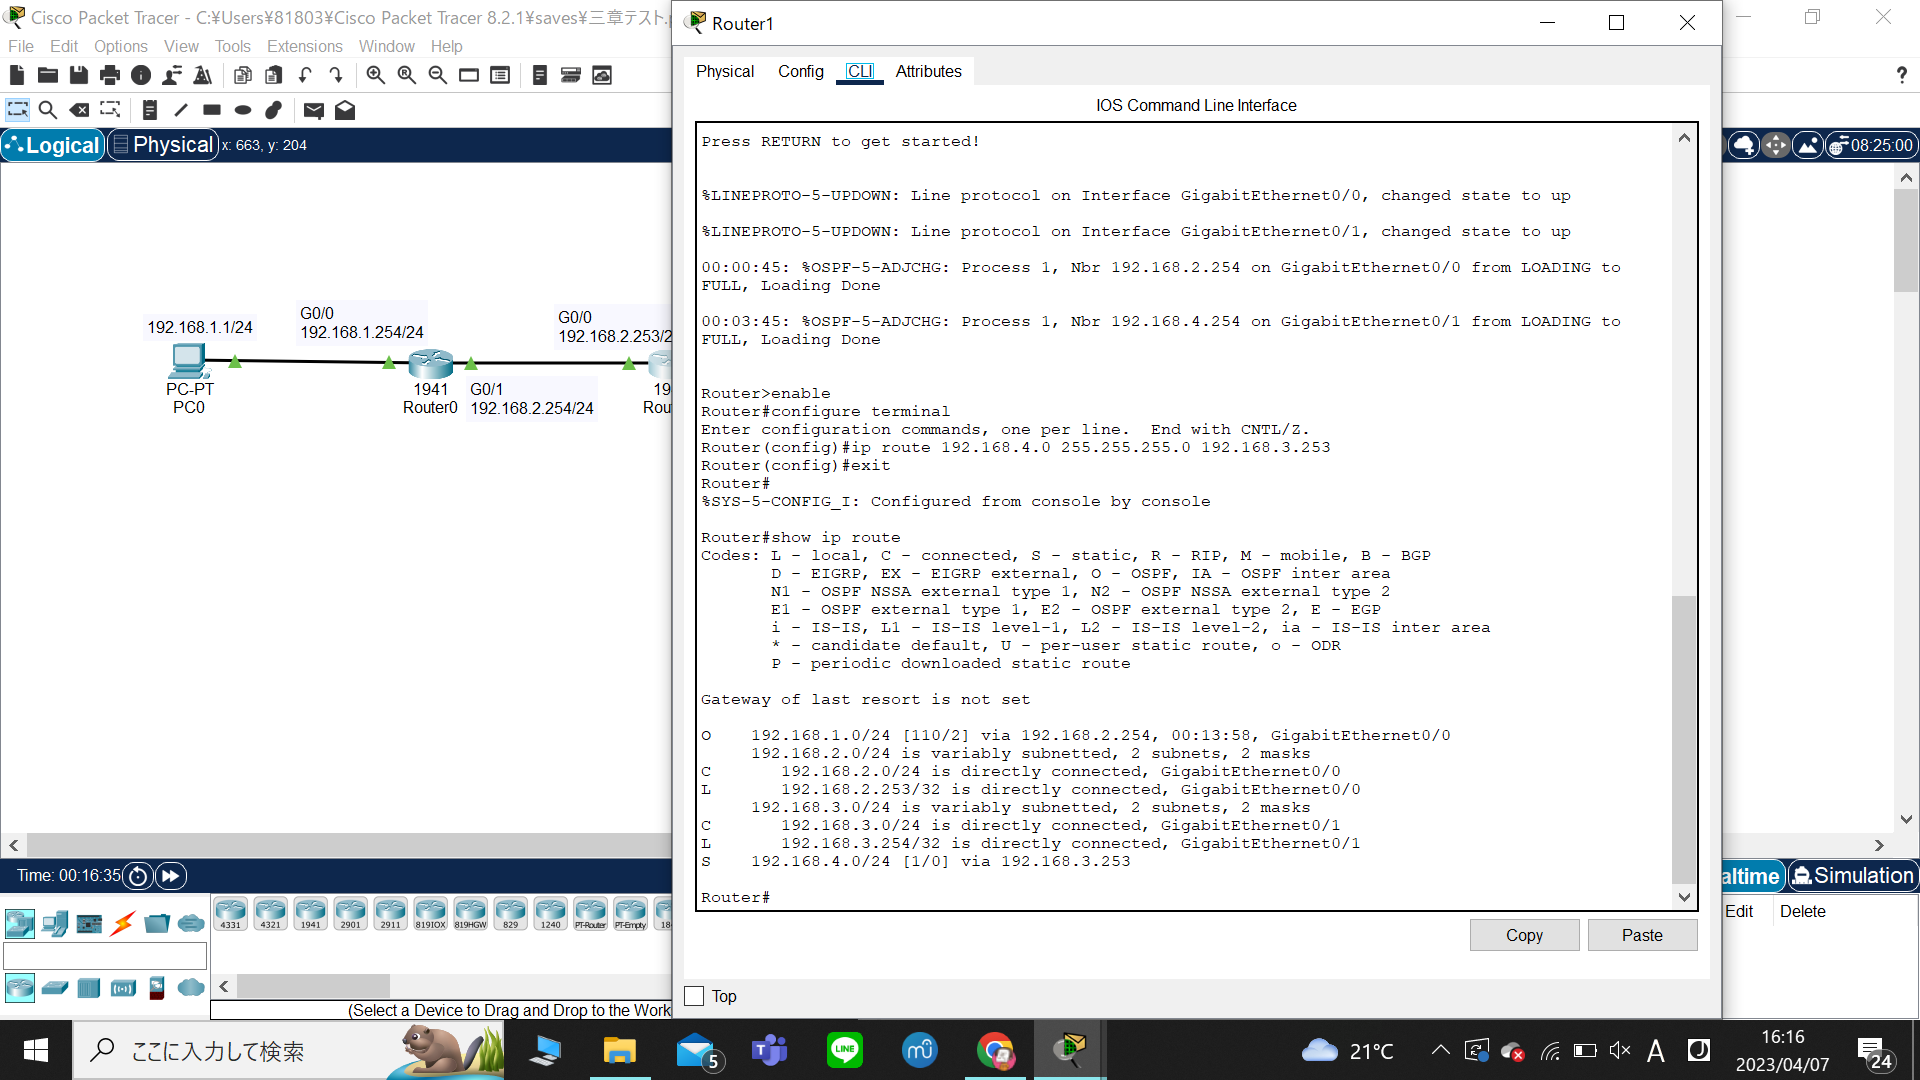 Cisco Packet Tracer - C:¥Users¥81803¥Cisco Packet Tracer 8.2.1¥saves¥三章テスト.
File Edit Options View Tools Extensions Window Help
Logical
Physical
x: 663, y: 204
08:25:00
?
192.168.1.1/24
G0/0
192.168.1.254/24
G0/0
192.168.2.253/2
PC-PT
PC0
1941
Router0
G0/1
192.168.2.254/24
19
Rou
Router1
Physical Config CLI Attributes
IOS Command Line Interface
Press RETURN to get started!
%LINEPROTO-5-UPDOWN: Line protocol on Interface GigabitEthernet0/0, changed state to up
%LINEPROTO-5-UPDOWN: Line protocol on Interface GigabitEthernet0/1, changed state to up
00:00:45: %OSPF-5-ADJCHG: Process 1, Nbr 192.168.2.254 on GigabitEthernet0/0 from LOADING to
FULL, Loading Done
00:03:45: %OSPF-5-ADJCHG: Process 1, Nbr 192.168.4.254 on GigabitEthernet0/1 from LOADING to
FULL, Loading Done
Router>enable
Router#configure terminal
Enter configuration commands, one per line.  End with CNTL/Z.
Router(config)#ip route 192.168.4.0 255.255.255.0 192.168.3.253
Router(config)#exit
Router#
%SYS-5-CONFIG_I: Configured from console by console
Router#show ip route
Codes: L - local, C - connected, S - static, R - RIP, M - mobile, B - BGP
D - EIGRP, EX - EIGRP external, O - OSPF, IA - OSPF inter area
N1 - OSPF NSSA external type 1, N2 - OSPF NSSA external type 2
E1 - OSPF external type 1, E2 - OSPF external type 2, E - EGP
i - IS-IS, L1 - IS-IS level-1, L2 - IS-IS level-2, ia - IS-IS inter area
* - candidate default, U - per-user static route, o - ODR
P - periodic downloaded static route
Gateway of last resort is not set
O    192.168.1.0/24 [110/2] via 192.168.2.254, 00:13:58, GigabitEthernet0/0
192.168.2.0/24 is variably subnetted, 2 subnets, 2 masks
C       192.168.2.0/24 is directly connected, GigabitEthernet0/0
L       192.168.2.253/32 is directly connected, GigabitEthernet0/0
192.168.3.0/24 is variably subnetted, 2 subnets, 2 masks
C       192.168.3.0/24 is directly connected, GigabitEthernet0/1
L       192.168.3.254/32 is directly connected, GigabitEthernet0/1
S    192.168.4.0/24 [1/0] via 192.168.3.253
Router#
Copy
Paste
Top
Time: 00:16:35
altime
Simulation
Edit
Delete
4331
4321
1941
2901
2911
819IOX
819HGW
829
1240
PT-Router
PT-Empty
18
(Select a Device to Drag and Drop to the Work
ここに入力して検索
5
LINE
21°C
A
J
16:16
2023/04/07
24